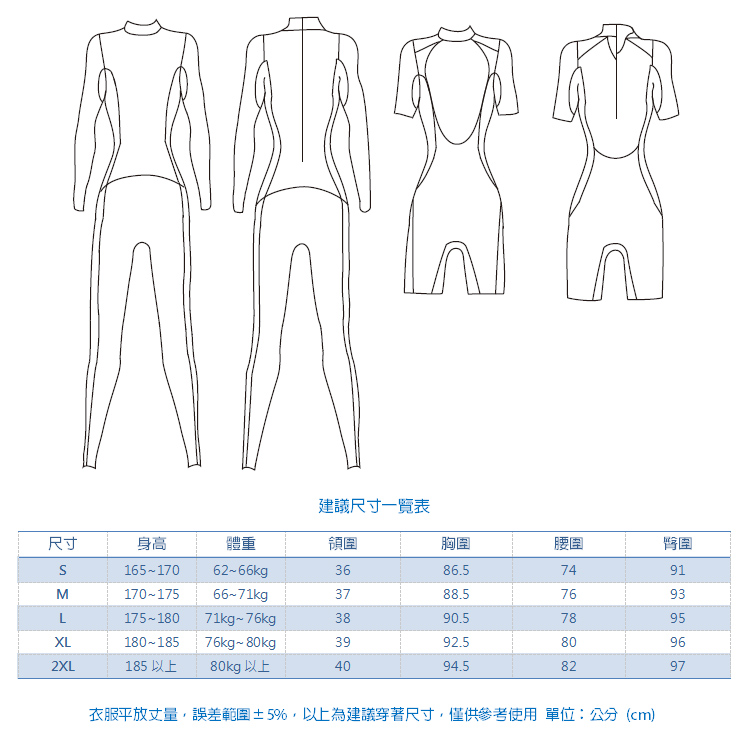 建議尺寸一覽表
尺寸 身高 體重 領圍 胸圍 腰圍 臀圍
S 165~170 62~66kg 36 86.5 74 91
M 170~175 66~71kg 37 88.5 76 93
L 175~180 71kg~76kg 38 90.5 78 95
XL 180~185 76kg~80kg 39 92.5 80 96
2XL 185 以上 80kg 以上 40 94.5 82 97
衣服平放丈量，誤差範圍±5%，以上為建議穿著尺寸，僅供參考使用 單位：公分 (cm)